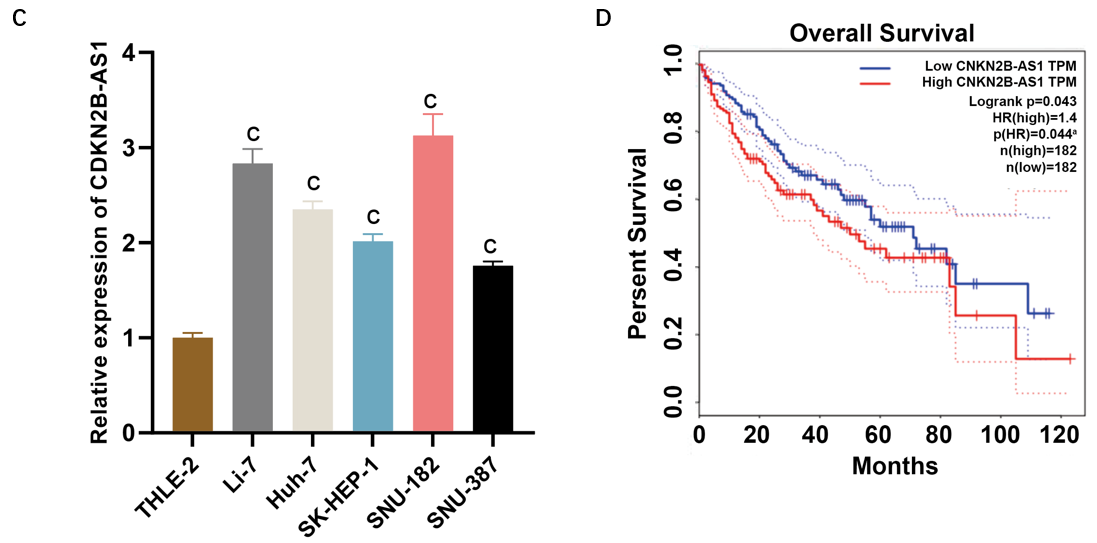 C
Relative expression of CDKN2B-AS1
4
3
2
1
0
C
C
C
C
C
THLE-2
Li-7
Huh-7
SK-HEP-1
SNU-182
SNU-387
D
Overall Survival
Persent Survival
1.0
0.8
0.6
0.4
0.2
0.0
Low CNKN2B-AS1 TPM
High CNKN2B-AS1 TPM
Logrank p=0.043
HR(high)=1.4
p(HR)=0.044ᵃ
n(high)=182
n(low)=182
0 20 40 60 80 100 120
Months